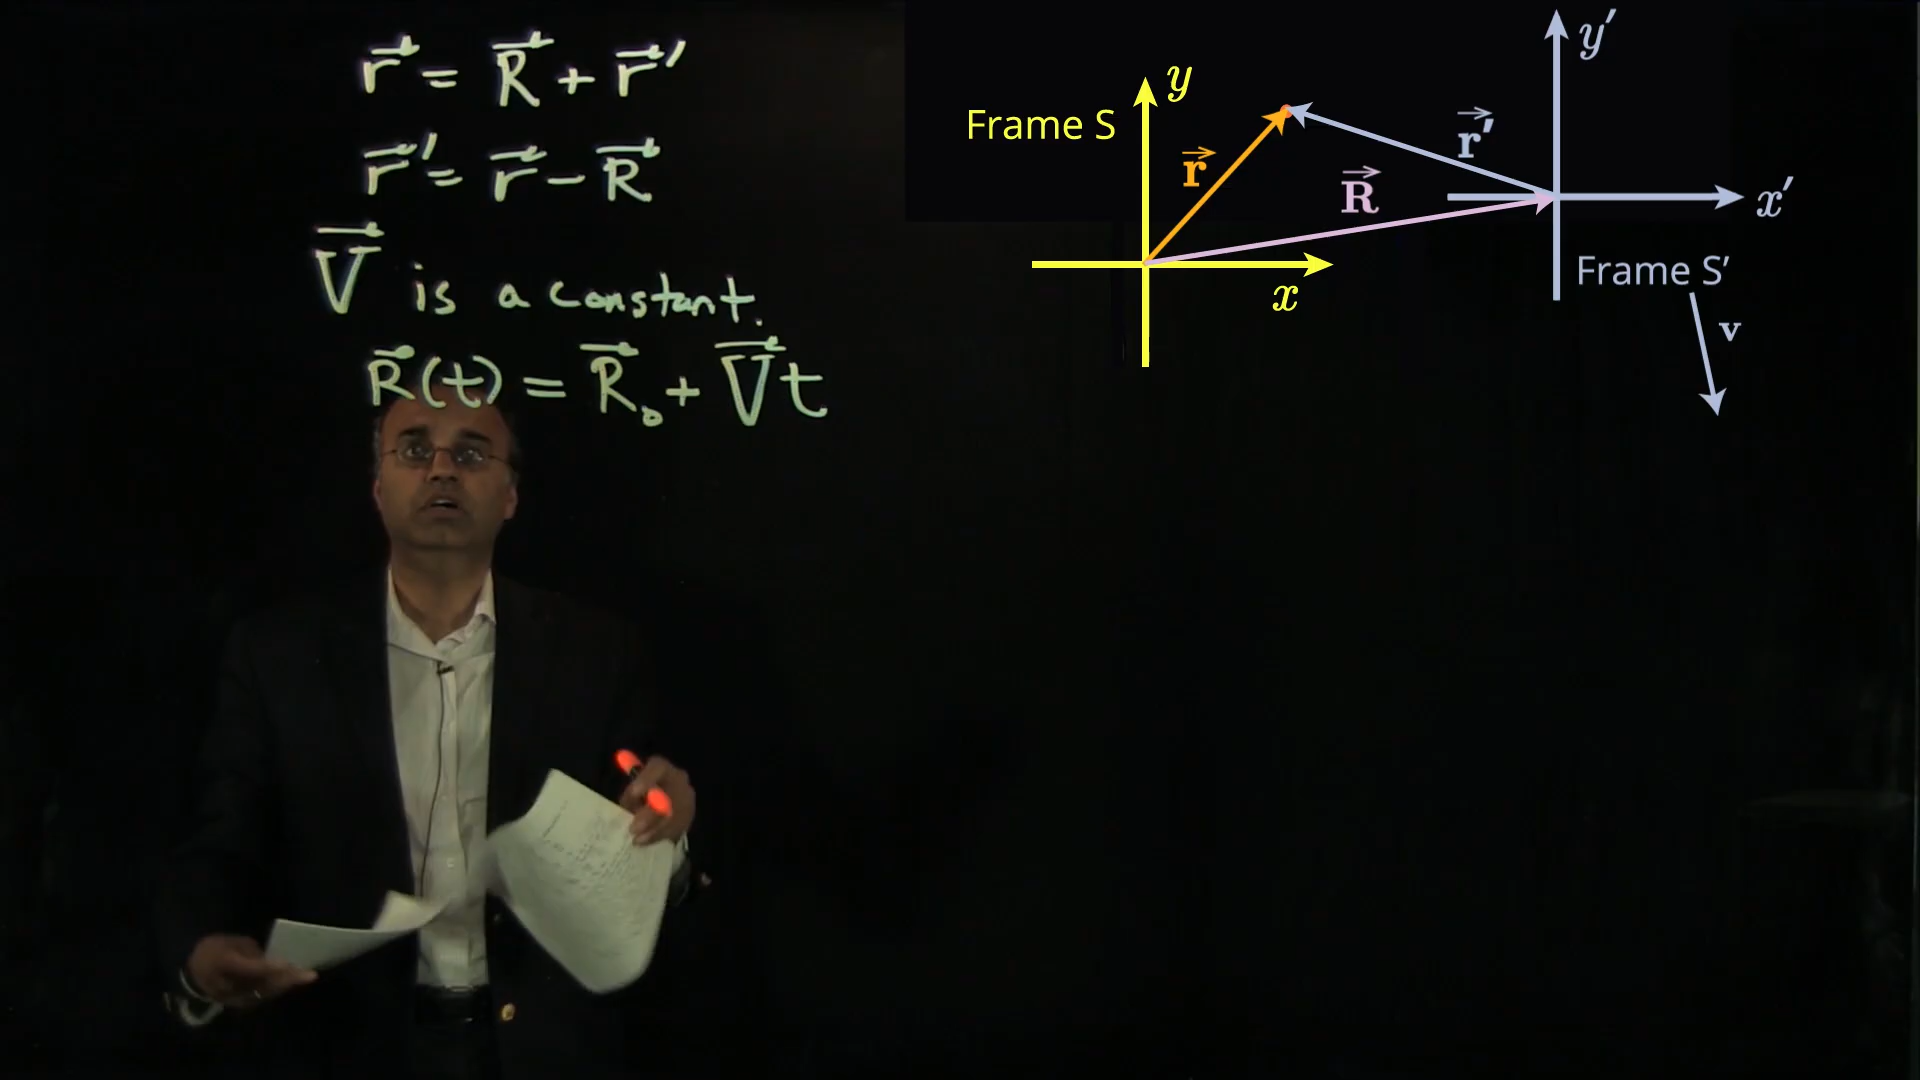 r⃗ = R⃗ + r⃗′
r⃗′ = r⃗ − R⃗
V⃗ is a constant.
R⃗(t) = R⃗₀ + V⃗t
y
Frame S
r⃗
x
y′
r⃗′
R⃗
x′
Frame S′
v